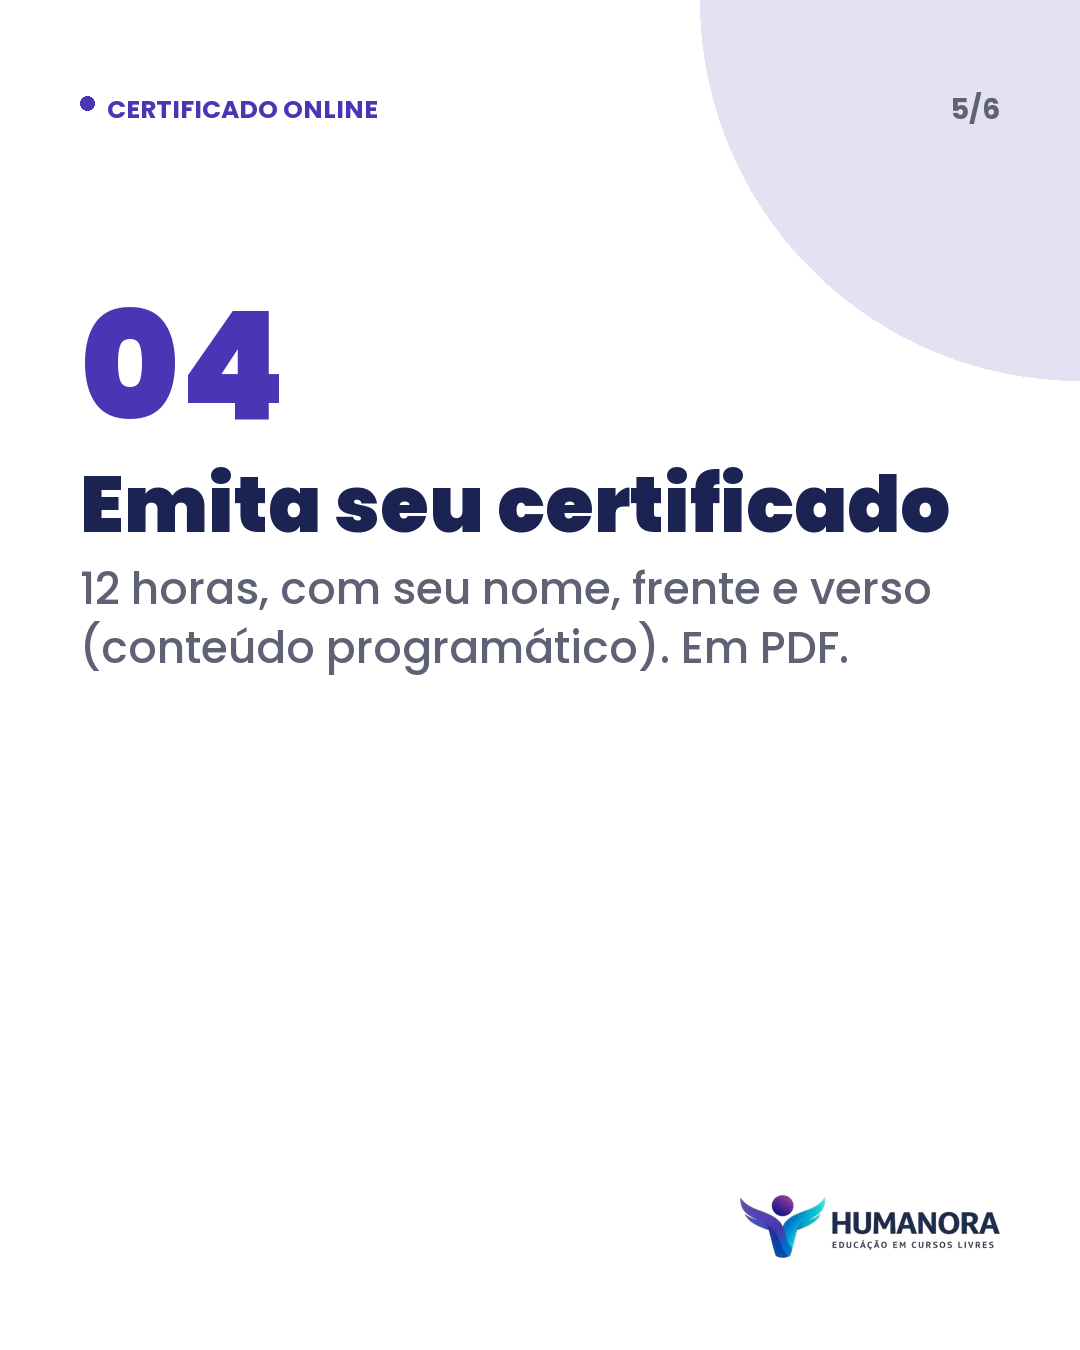 CERTIFICADO ONLINE
5/6
04
Emita seu certificado
12 horas, com seu nome, frente e verso
(conteúdo programático). Em PDF.
HUMANORA
EDUCÁÇÃO EM CURSOS LIVRES